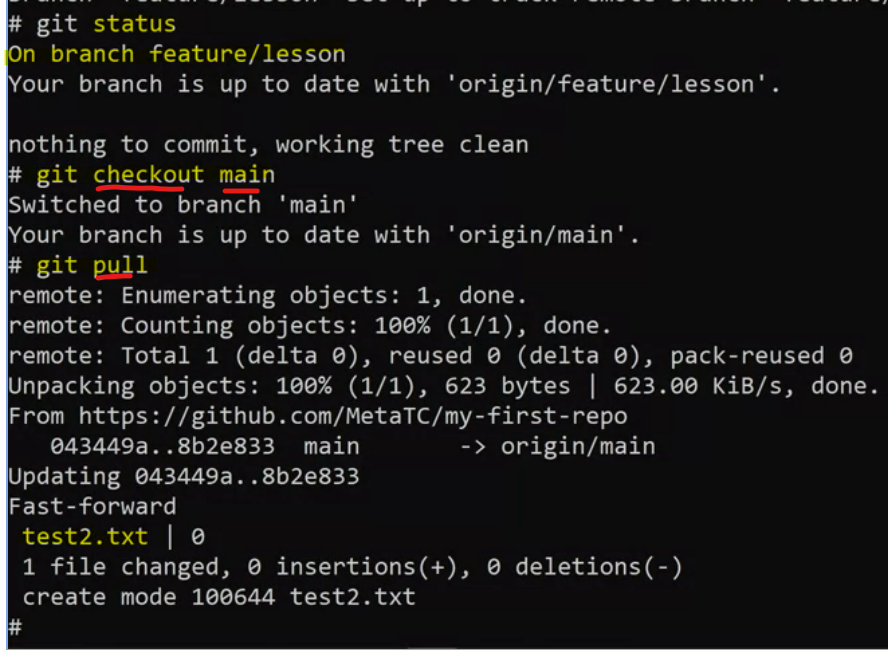 # git status
On branch feature/lesson
Your branch is up to date with 'origin/feature/lesson'.
nothing to commit, working tree clean
# git checkout main
Switched to branch 'main'
Your branch is up to date with 'origin/main'.
# git pull
remote: Enumerating objects: 1, done.
remote: Counting objects: 100% (1/1), done.
remote: Total 1 (delta 0), reused 0 (delta 0), pack-reused 0
Unpacking objects: 100% (1/1), 623 bytes | 623.00 KiB/s, done.
From https://github.com/MetaTC/my-first-repo
043449a..8b2e833 main -> origin/main
Updating 043449a..8b2e833
Fast-forward
test2.txt | 0
1 file changed, 0 insertions(+), 0 deletions(-)
create mode 100644 test2.txt
#